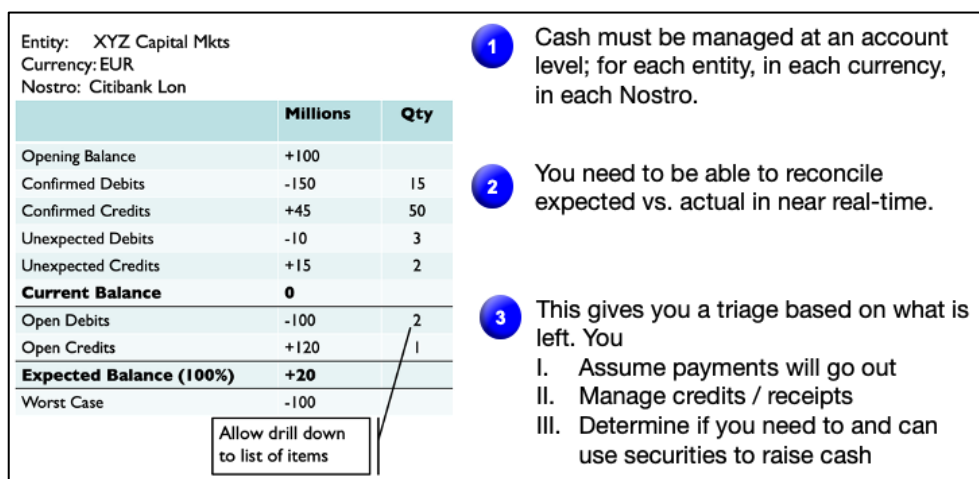 Entity: XYZ Capital Mkts
Currency: EUR
Nostro: Citibank Lon
Millions Qty
Opening Balance +100
Confirmed Debits -150 15
Confirmed Credits +45 50
Unexpected Debits -10 3
Unexpected Credits +15 2
Current Balance 0
Open Debits -100 2
Open Credits +120 1
Expected Balance (100%) +20
Worst Case -100
Allow drill down
to list of items
1 Cash must be managed at an account
level; for each entity, in each currency,
in each Nostro.
2 You need to be able to reconcile
expected vs. actual in near real-time.
3 This gives you a triage based on what is
left. You
I. Assume payments will go out
II. Manage credits / receipts
III. Determine if you need to and can
use securities to raise cash